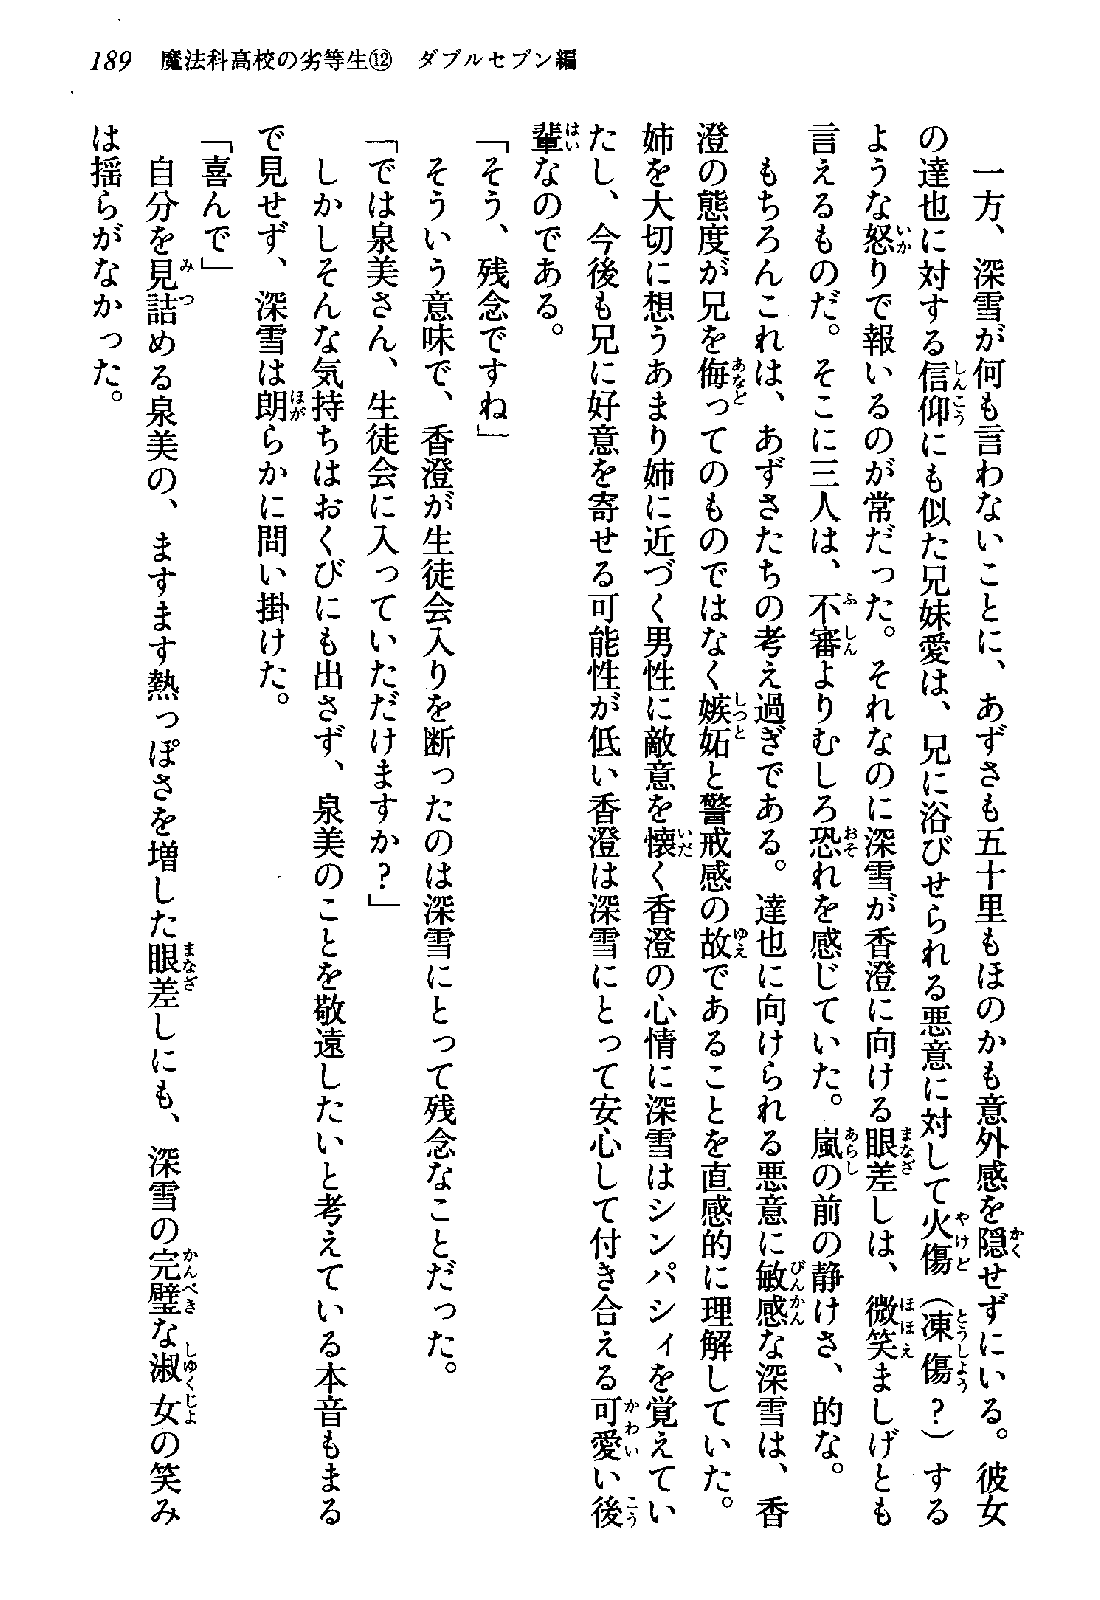 189　魔法科高校の劣等生⑫　ダブルセブン編
　一方、深雪が何も言わないことに、あずさも五十里もほのかも意外感を隠せずにいる。彼女
の達也に対する信仰にも似た兄妹愛は、兄に浴びせられる悪意に対して火傷（凍傷？）する
ような怒りで報いるのが常だった。それなのに深雪が香澄に向ける眼差しは、微笑ましげとも
言えるものだ。そこに三人は、不審よりむしろ恐れを感じていた。嵐の前の静けさ、的な。
　もちろんこれは、あずさたちの考え過ぎである。達也に向けられる悪意に敏感な深雪は、香
澄の態度が兄を侮ってのものではなく嫉妬と警戒感の故であることを直感的に理解していた。
姉を大切に想うあまり姉に近づく男性に敵意を懐く香澄の心情に深雪はシンパシィを覚えてい
たし、今後も兄に好意を寄せる可能性が低い香澄は深雪にとって安心して付き合える可愛い後
輩なのである。
「そう、残念ですね」
　そういう意味で、香澄が生徒会入りを断ったのは深雪にとって残念なことだった。
「では泉美さん、生徒会に入っていただけますか？」
　しかしそんな気持ちはおくびにも出さず、泉美のことを敬遠したいと考えている本音もまる
で見せず、深雪は朗らかに問い掛けた。
「喜んで」
　自分を見詰める泉美の、ますます熱っぽさを増した眼差しにも、深雪の完璧な淑女の笑み
は揺らがなかった。